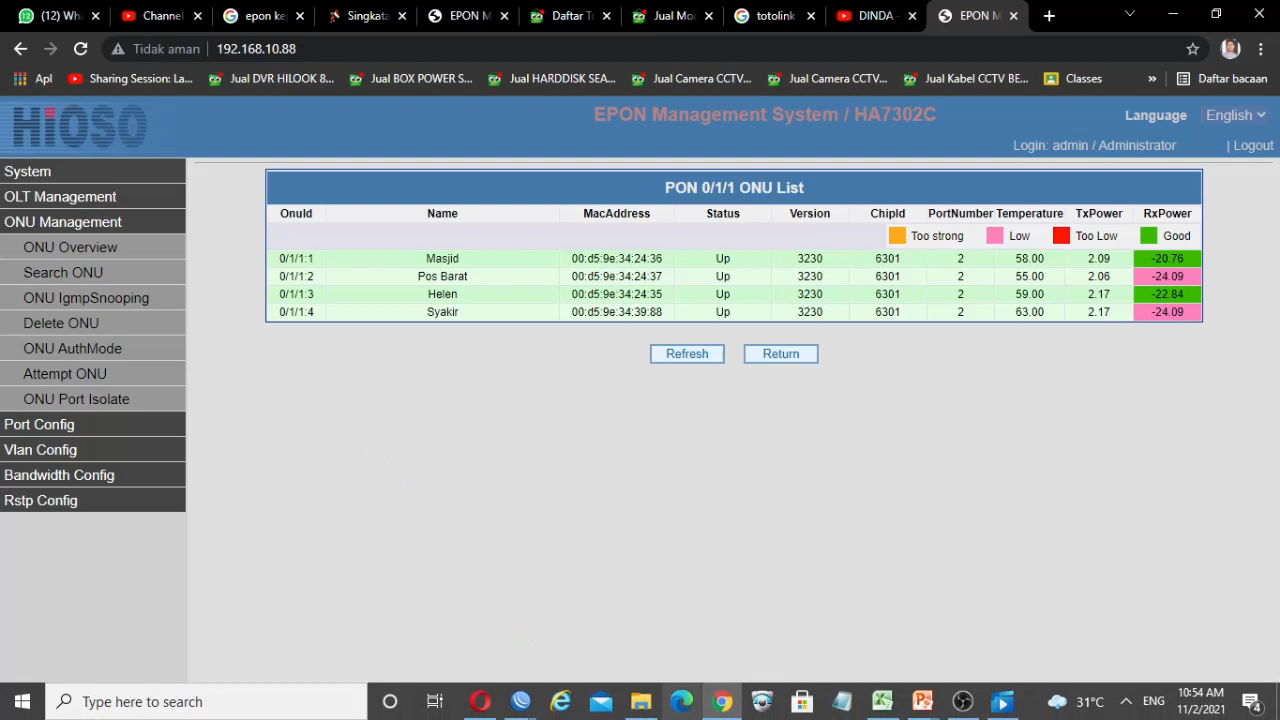 (12) Wh
Channel
epon ke
Singkata
EPON M
Daftar T
Jual Mo
totolink
DINDA -
EPON M
Tidak aman
192.168.10.88
Apl
Sharing Session: La...
Jual DVR HILOOK 8...
Jual BOX POWER S...
Jual HARDDISK SEA...
Jual Camera CCTV...
Jual Camera CCTV...
Jual Kabel CCTV BE...
Classes
»
Daftar bacaan
HiOSO
EPON Management System / HA7302C
Language English
Login: admin / Administrator | Logout
System
OLT Management
ONU Management
ONU Overview
Search ONU
ONU IgmpSnooping
Delete ONU
ONU AuthMode
Attempt ONU
ONU Port Isolate
Port Config
Vlan Config
Bandwidth Config
Rstp Config
PON 0/1/1 ONU List
OnuId Name MacAddress Status Version ChipId PortNumber Temperature TxPower RxPower
Too strong Low Too Low Good
0/1/1:1 Masjid 00:d5:9e:34:24:36 Up 3230 6301 2 58.00 2.09 -20.76
0/1/1:2 Pos Barat 00:d5:9e:34:24:37 Up 3230 6301 2 55.00 2.06 -24.09
0/1/1:3 Helen 00:d5:9e:34:24:35 Up 3230 6301 2 59.00 2.17 -22.84
0/1/1:4 Syakir 00:d5:9e:34:39:88 Up 3230 6301 2 63.00 2.17 -24.09
Refresh Return
Type here to search
31°C
ENG
10:54 AM
11/2/2021
4